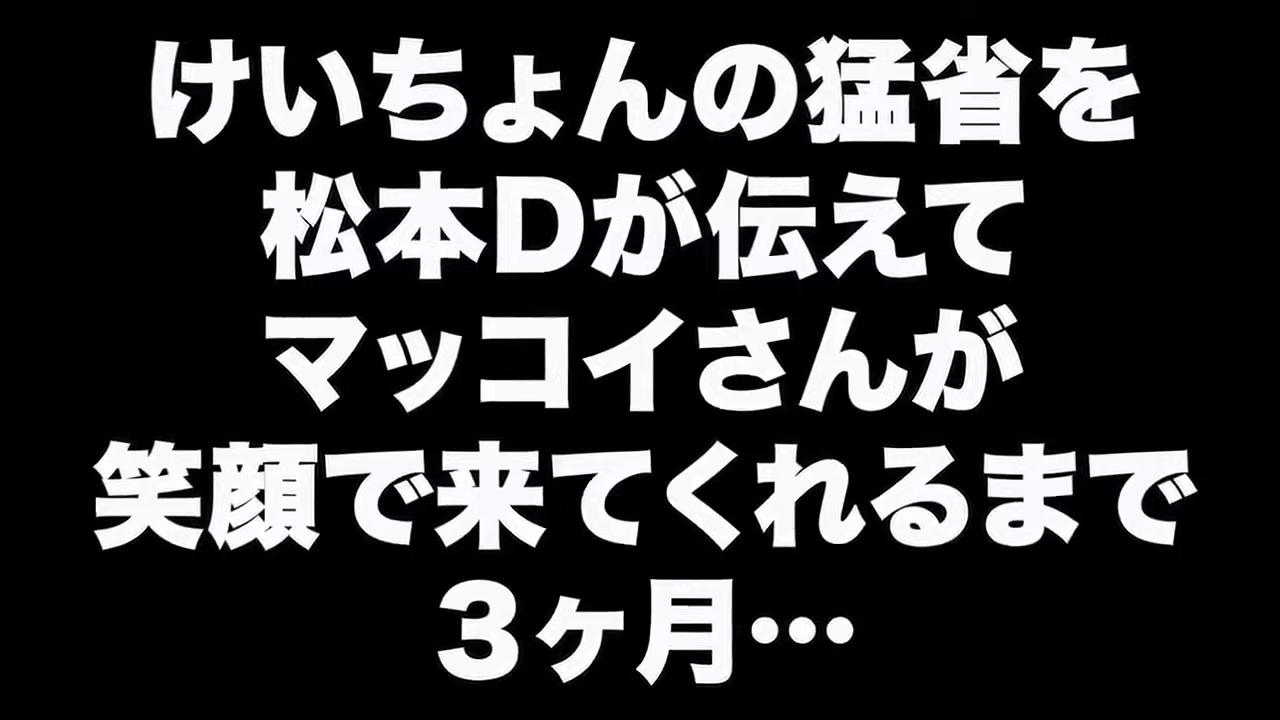 けいちょんの猛省を
松本Dが伝えて
マッコイさんが
笑顔で来てくれるまで
３ヶ月…